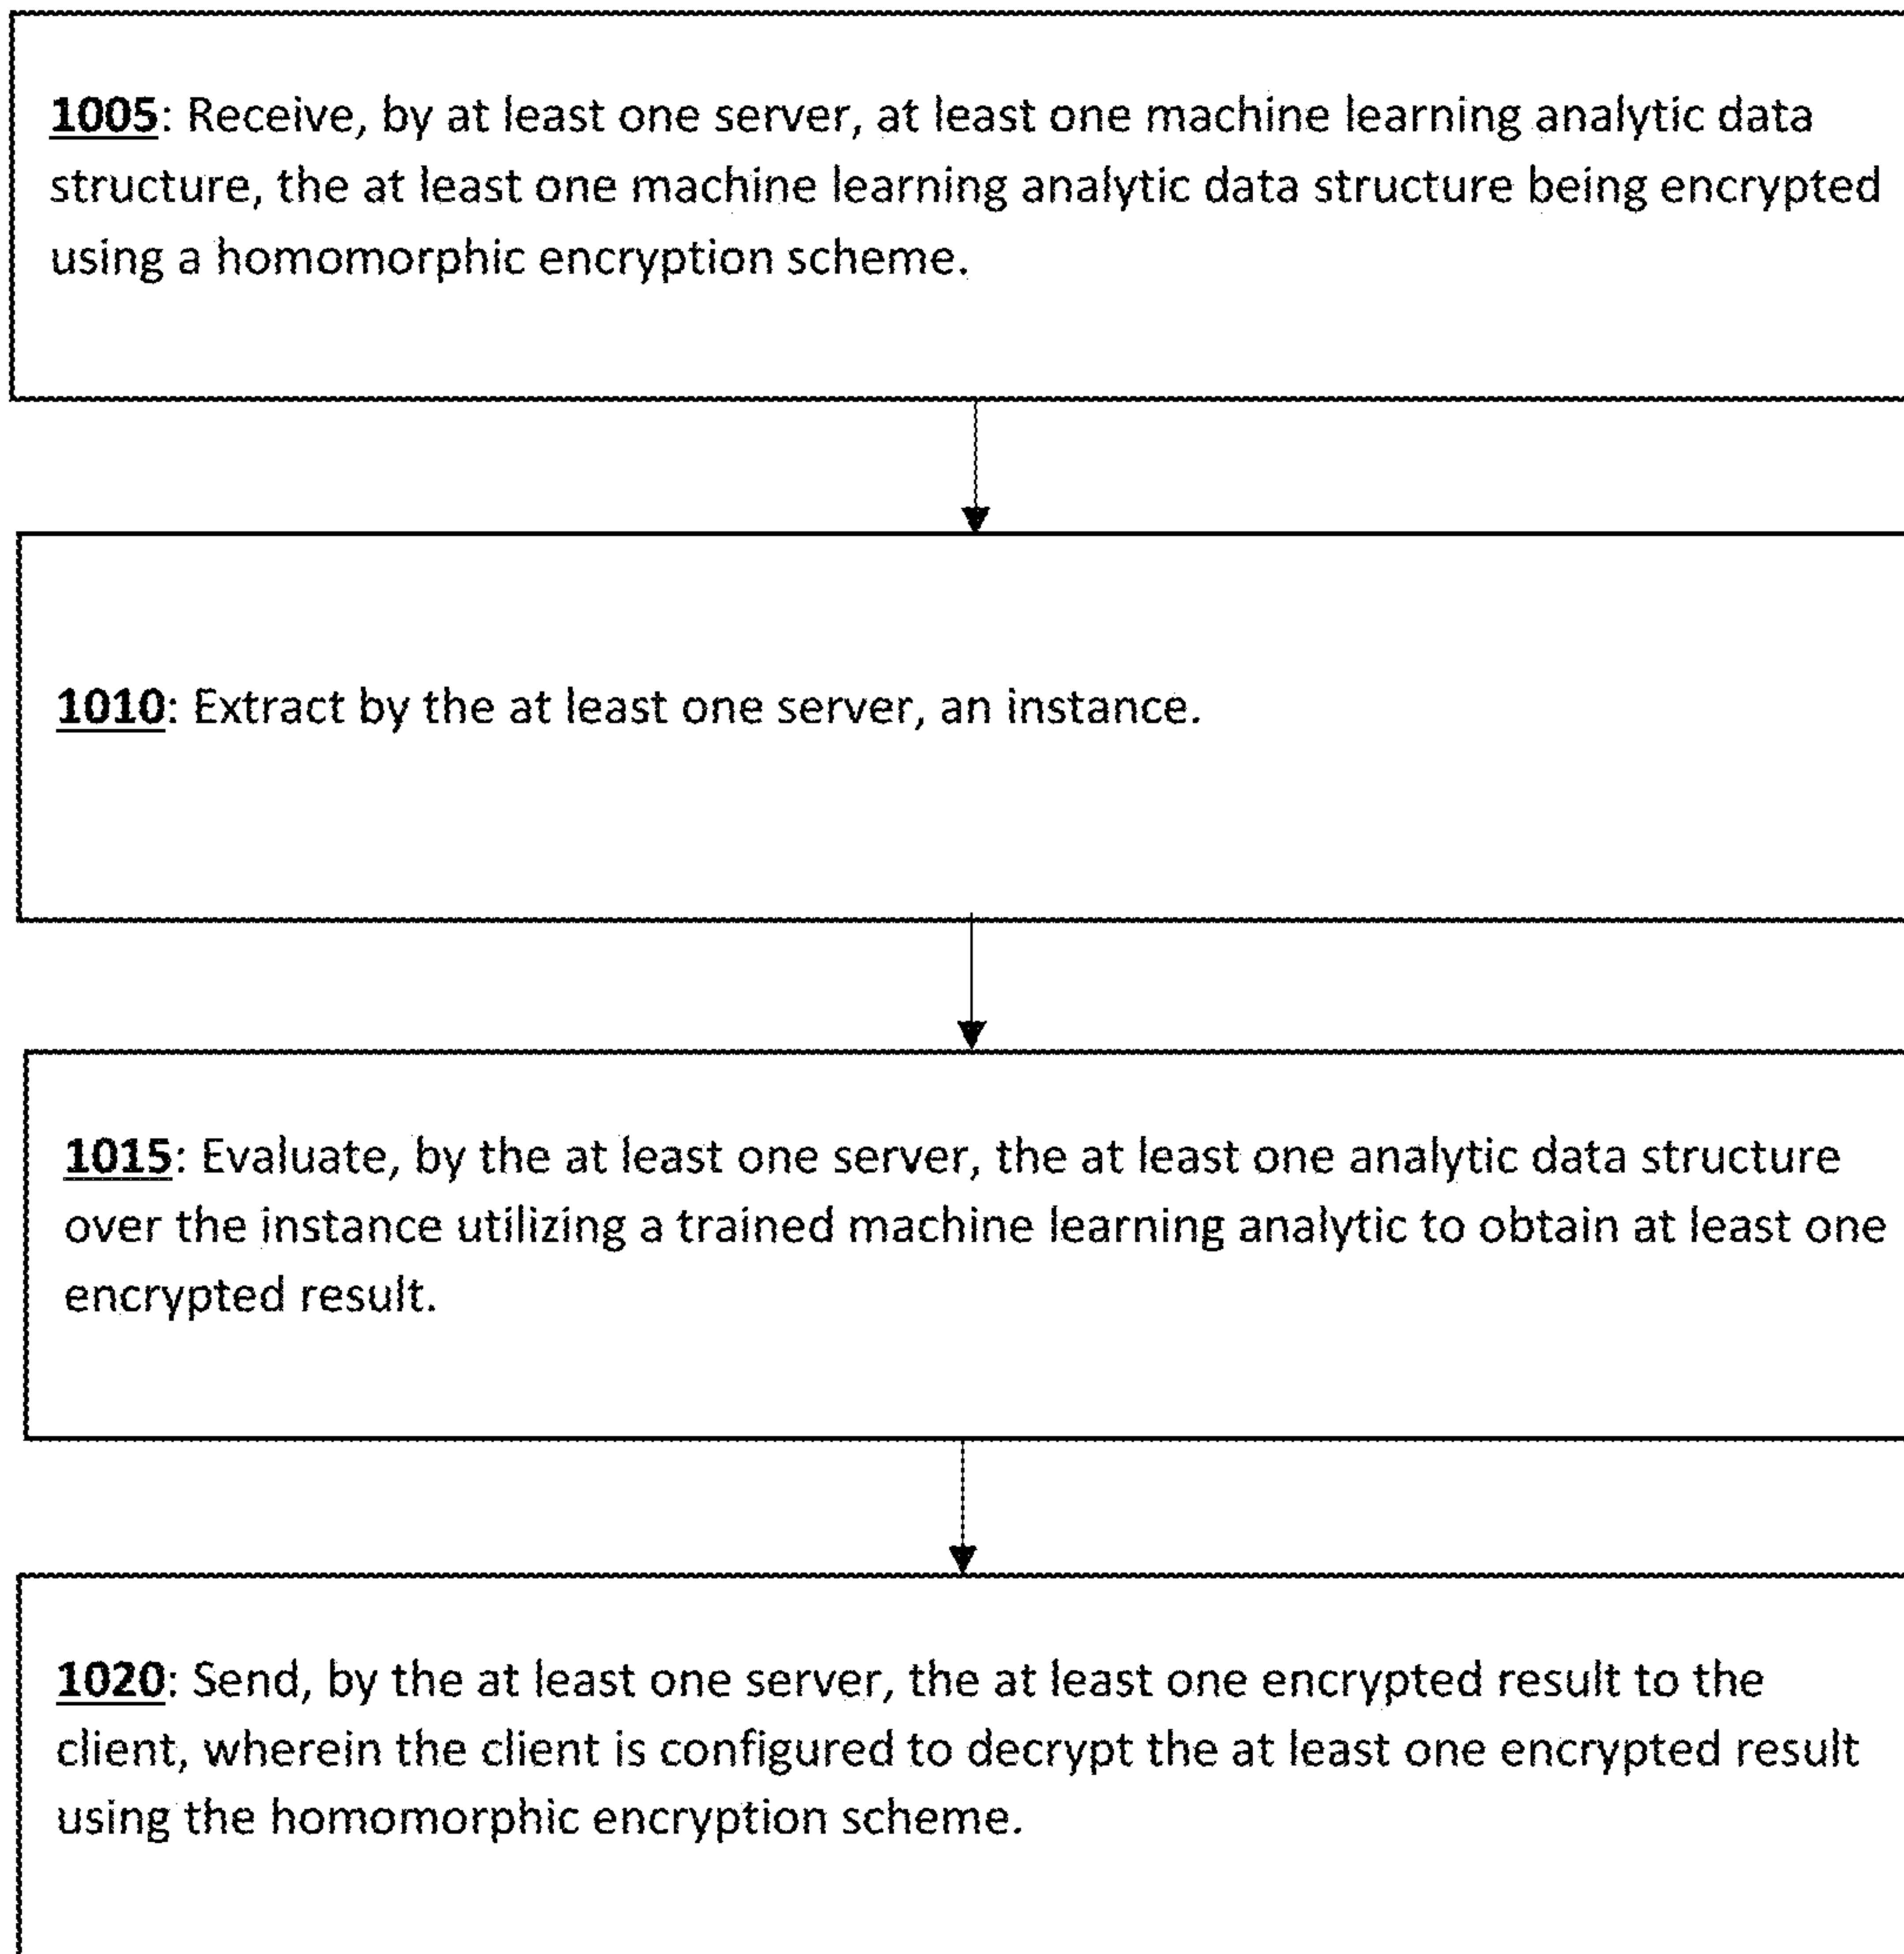 1005: Receive, by at least one server, at least one machine learning analytic data
structure, the at least one machine learning analytic data structure being encrypted
using a homomorphic encryption scheme.
1010: Extract by the at least one server, an instance.
1015: Evaluate, by the at least one server, the at least one analytic data structure
over the instance utilizing a trained machine learning analytic to obtain at least one
encrypted result.
1020: Send, by the at least one server, the at least one encrypted result to the
client, wherein the client is configured to decrypt the at least one encrypted result
using the homomorphic encryption scheme.